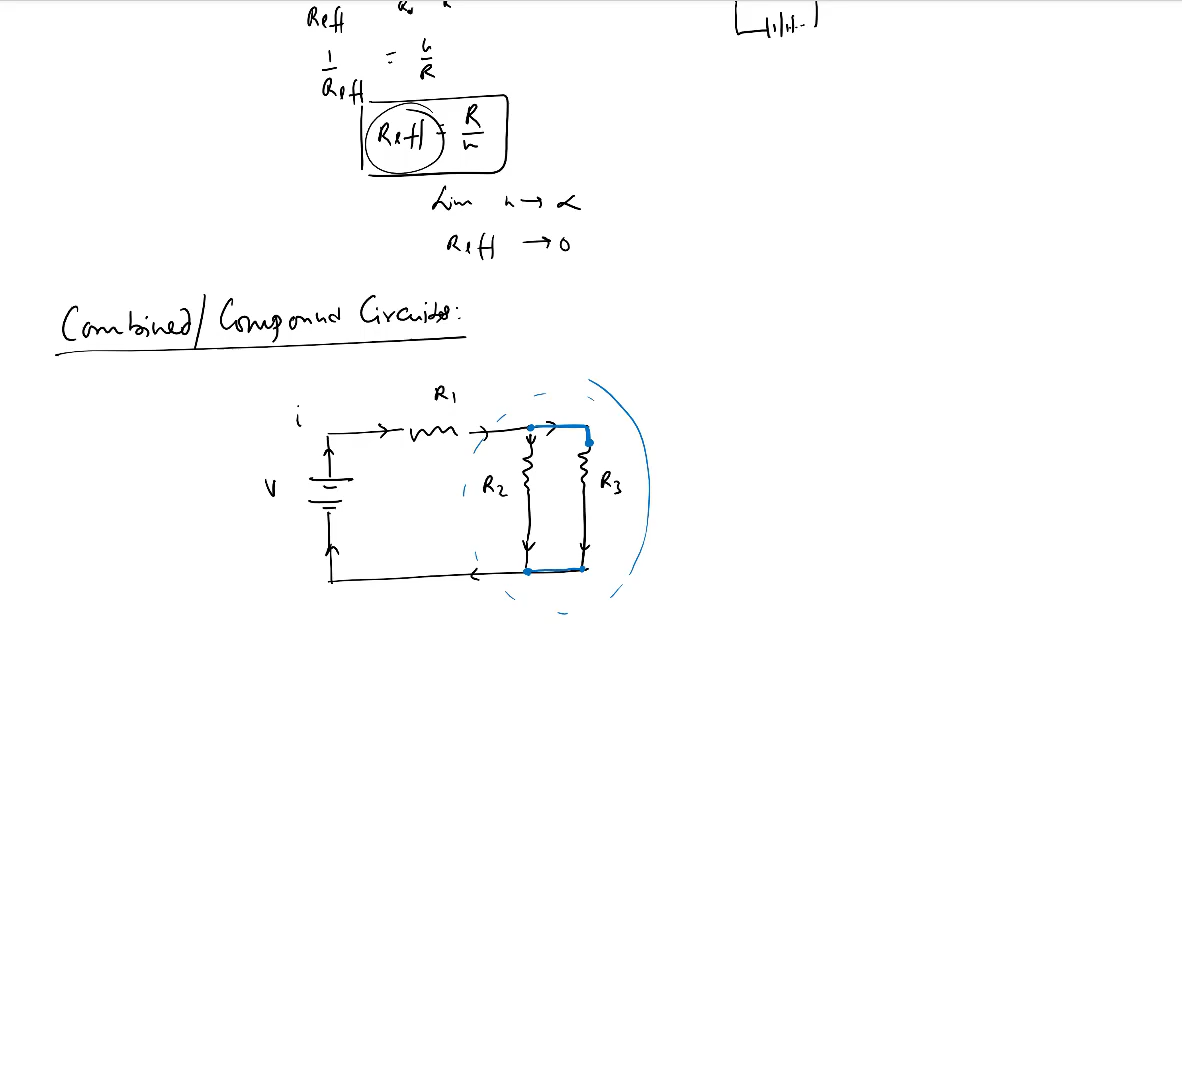 Reff
1/Reff = n/R
Reff = R/n
Lim n → ∝
Reff → 0
Combined/Compound Circuits:
R1
i
V
R2
R3